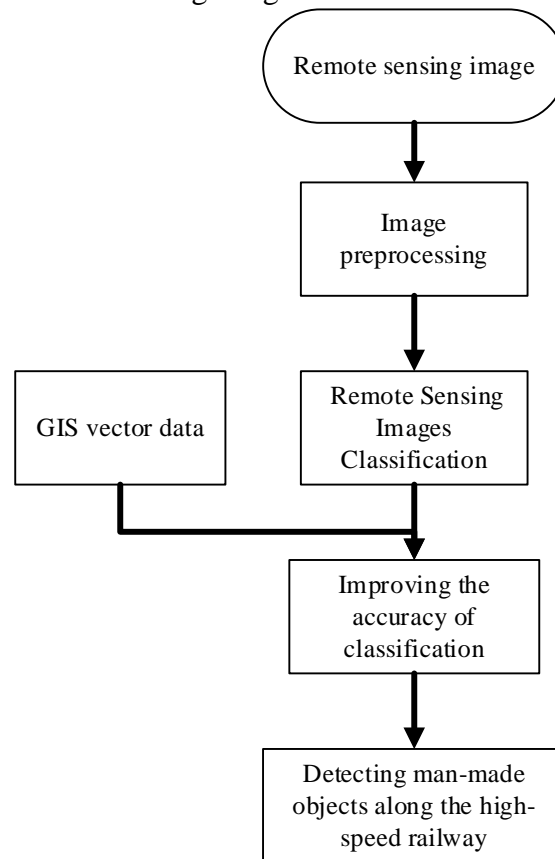 Remote sensing image
Image
preprocessing
GIS vector data
Remote Sensing
Images
Classification
Improving the
accuracy of
classification
Detecting man-made
objects along the high-
speed railway